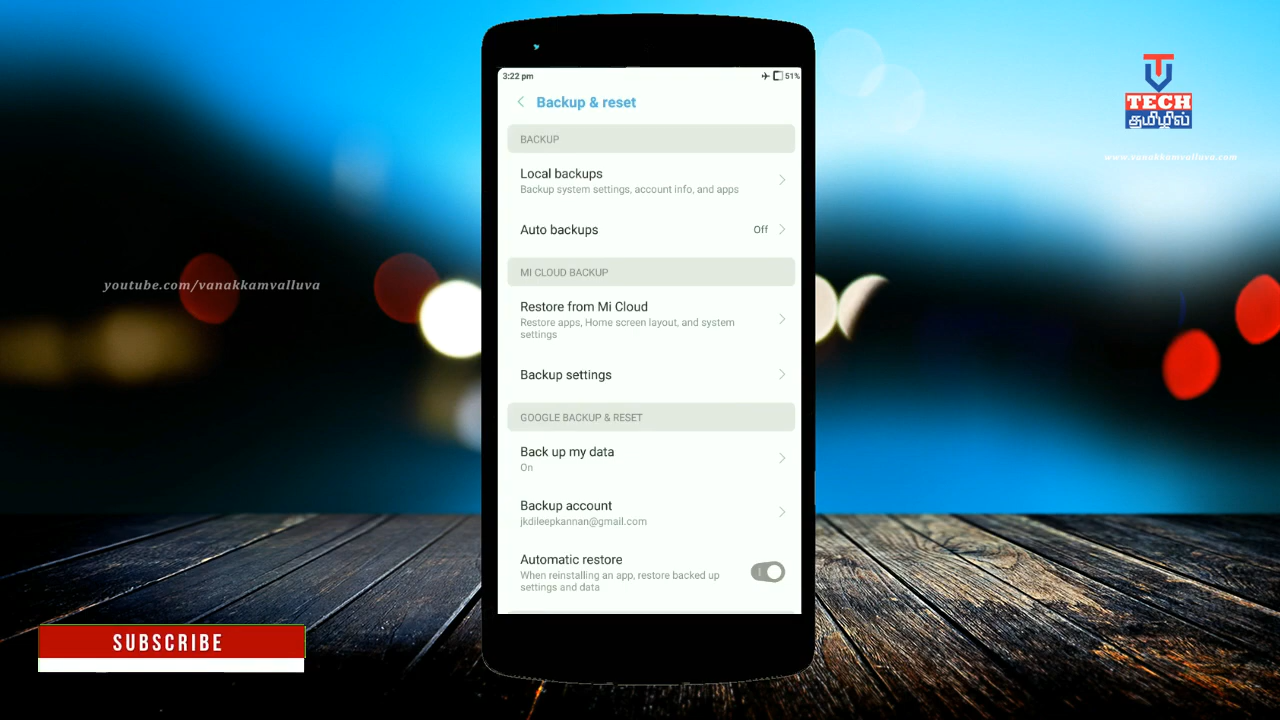 3:22 pm
51%
Backup & reset
BACKUP
Local backups
Backup system settings, account info, and apps
Auto backups
Off
MI CLOUD BACKUP
Restore from Mi Cloud
Restore apps, Home screen layout, and system
settings
Backup settings
GOOGLE BACKUP & RESET
Back up my data
On
Backup account
jkdileepkannan@gmail.com
Automatic restore
When reinstalling an app, restore backed up
settings and data
TECH
தமிழில்
www.vanakkamvalluva.com
youtube.com/vanakkamvalluva
SUBSCRIBE